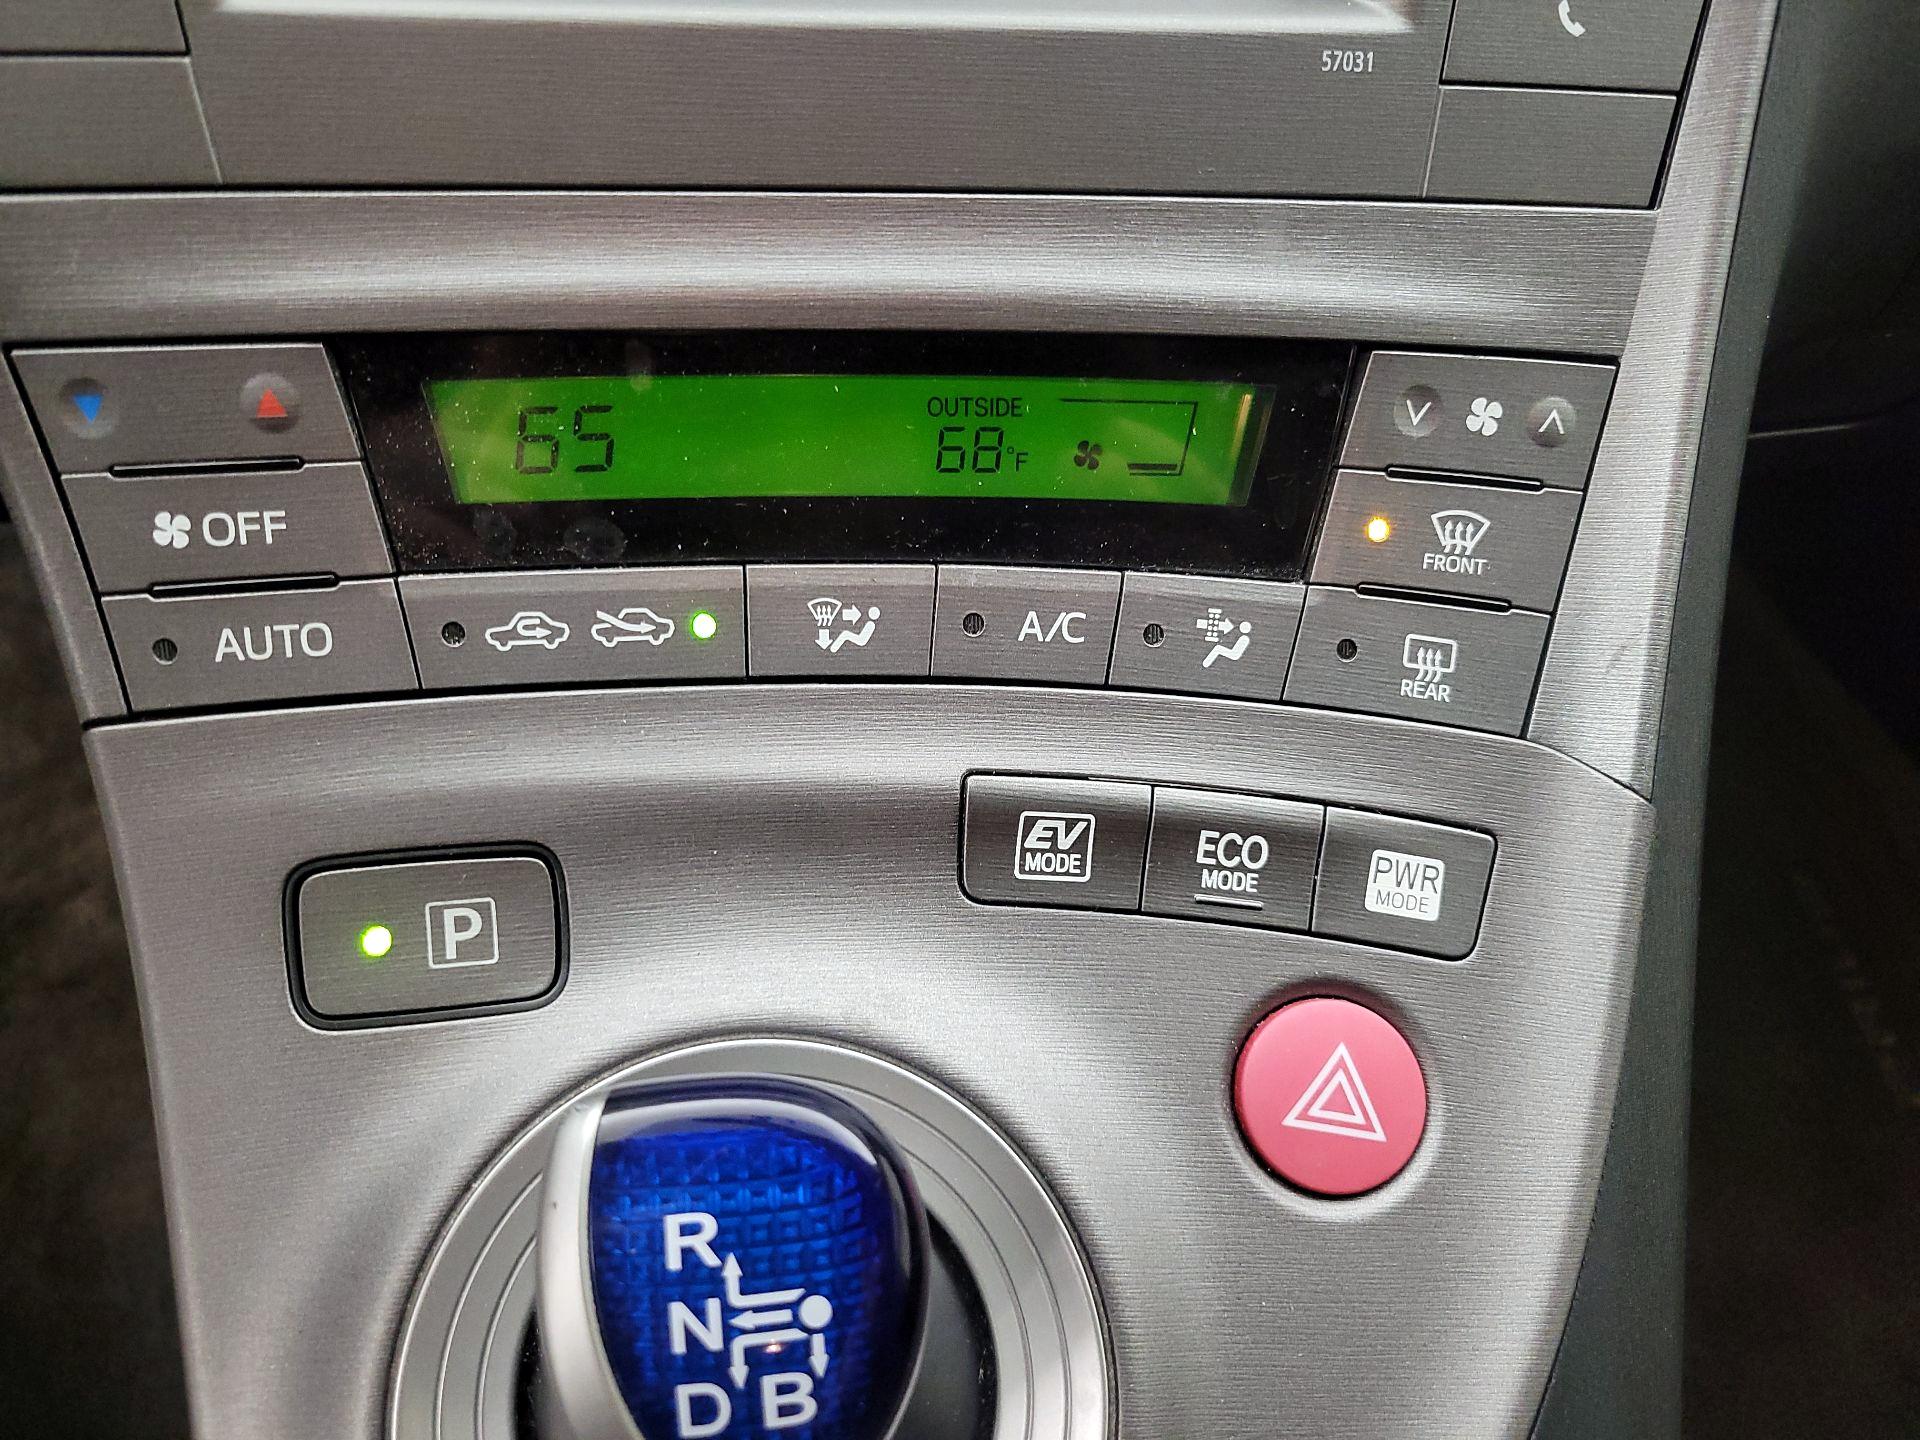 57031
65
OUTSIDE
68°F
OFF
FRONT
AUTO
A/C
REAR
EV
MODE
ECO
MODE
PWR
MODE
P
R
N
D B